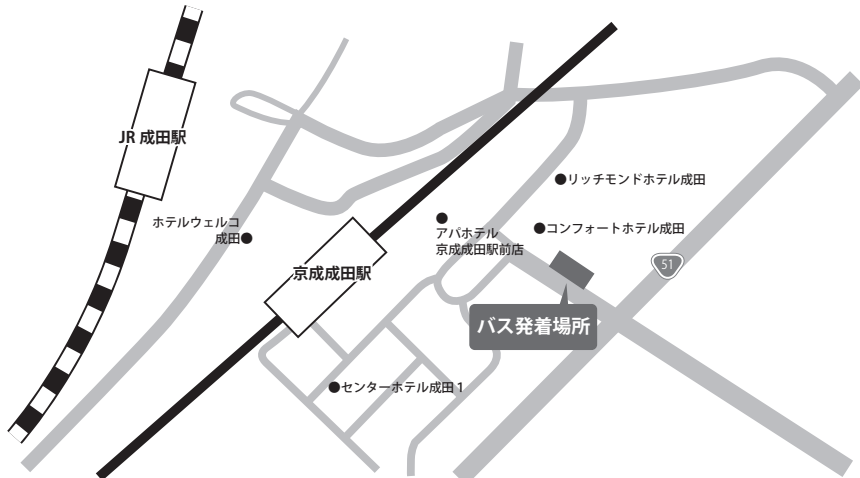 JR 成田駅
リッチモンドホテル成田
ホテルウェルコ
成田
アパホテル
京成成田駅前店
コンフォートホテル成田
京成成田駅
51
バス発着場所
センターホテル成田 1